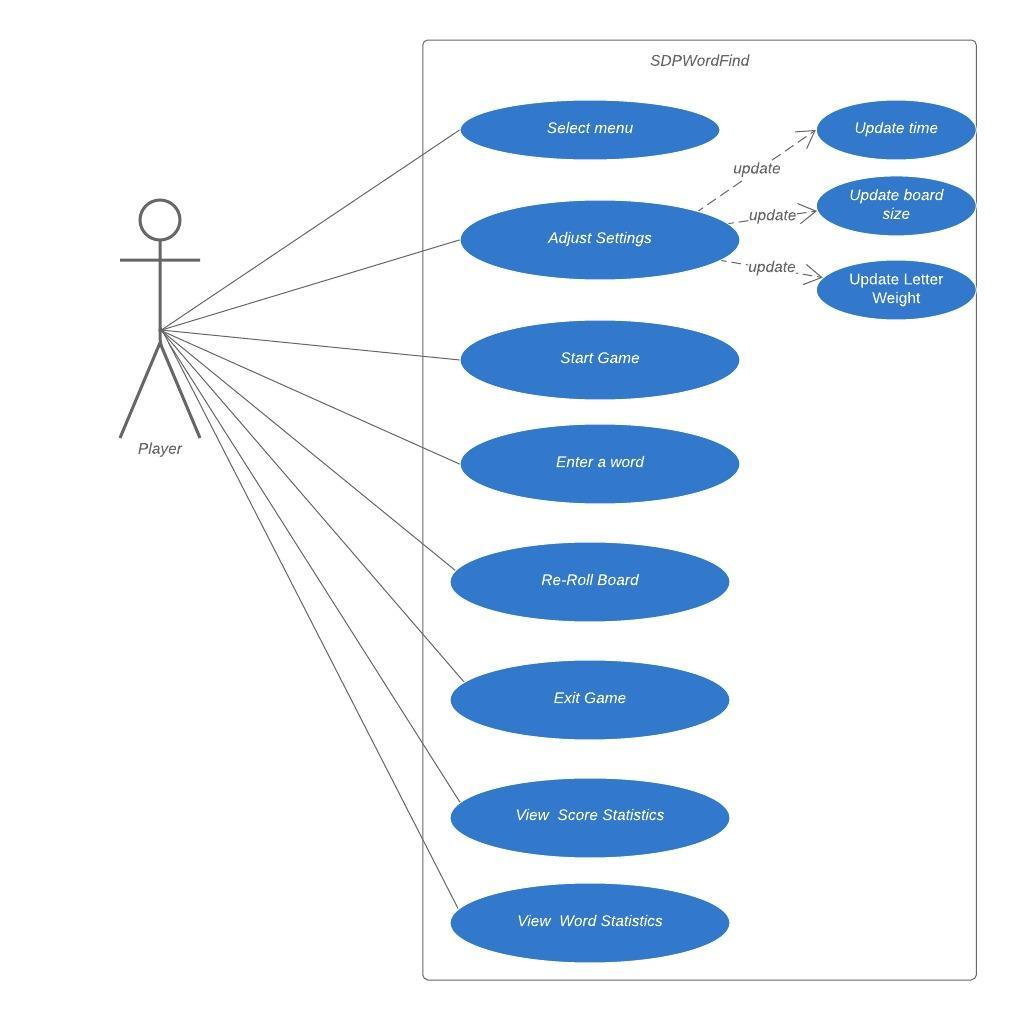 SDPWordFind
Select menu
Update time
update
Update board
size
update
Adjust Settings
update
Update Letter
Weight
Start Game
Player
Enter a word
Re-Roll Board
Exit Game
View  Score Statistics
View  Word Statistics